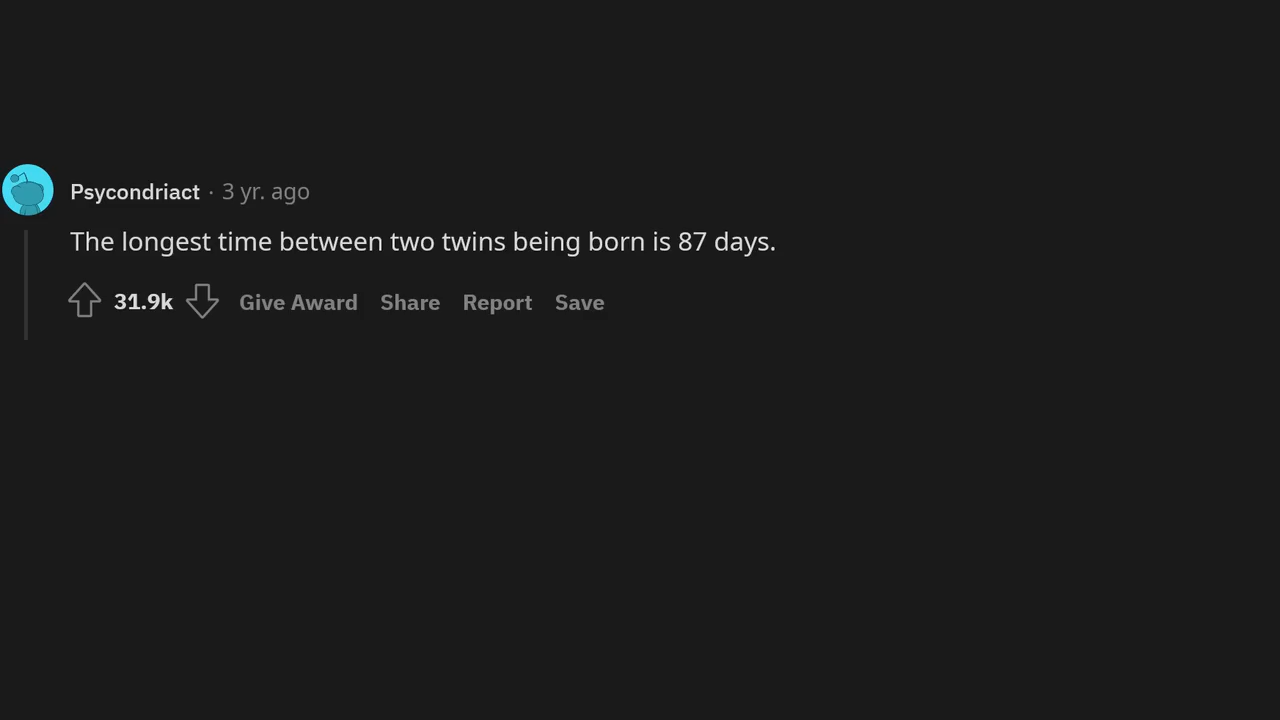 Psycondriact · 3 yr. ago
The longest time between two twins being born is 87 days.
31.9k Give Award Share Report Save